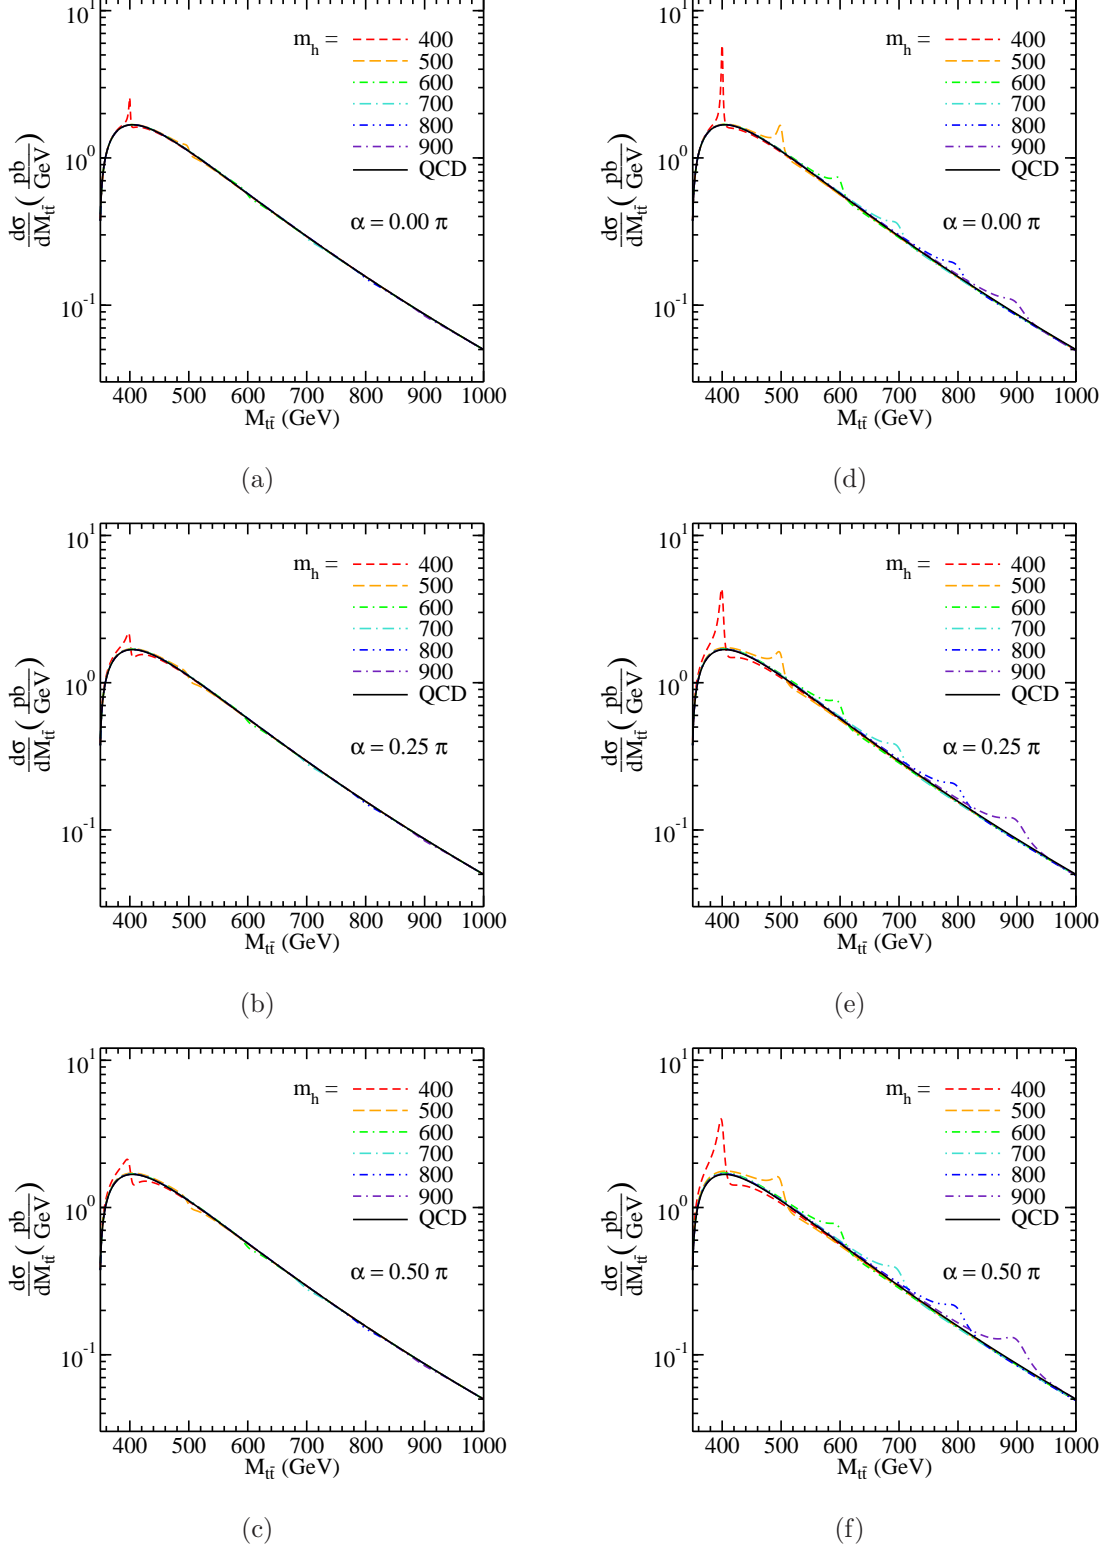 10^1
10^0
10^-1
dσ/dM_tt̄ (pb/GeV)
m_h =
400
500
600
700
800
900
QCD
α = 0.00 π
400 500 600 700 800 900 1000
M_tt̄ (GeV)
(a)
10^1
10^0
10^-1
dσ/dM_tt̄ (pb/GeV)
m_h =
400
500
600
700
800
900
QCD
α = 0.00 π
400 500 600 700 800 900 1000
M_tt̄ (GeV)
(d)
10^1
10^0
10^-1
dσ/dM_tt̄ (pb/GeV)
m_h =
400
500
600
700
800
900
QCD
α = 0.25 π
400 500 600 700 800 900 1000
M_tt̄ (GeV)
(b)
10^1
10^0
10^-1
dσ/dM_tt̄ (pb/GeV)
m_h =
400
500
600
700
800
900
QCD
α = 0.25 π
400 500 600 700 800 900 1000
M_tt̄ (GeV)
(e)
10^1
10^0
10^-1
dσ/dM_tt̄ (pb/GeV)
m_h =
400
500
600
700
800
900
QCD
α = 0.50 π
400 500 600 700 800 900 1000
M_tt̄ (GeV)
(c)
10^1
10^0
10^-1
dσ/dM_tt̄ (pb/GeV)
m_h =
400
500
600
700
800
900
QCD
α = 0.50 π
400 500 600 700 800 900 1000
M_tt̄ (GeV)
(f)